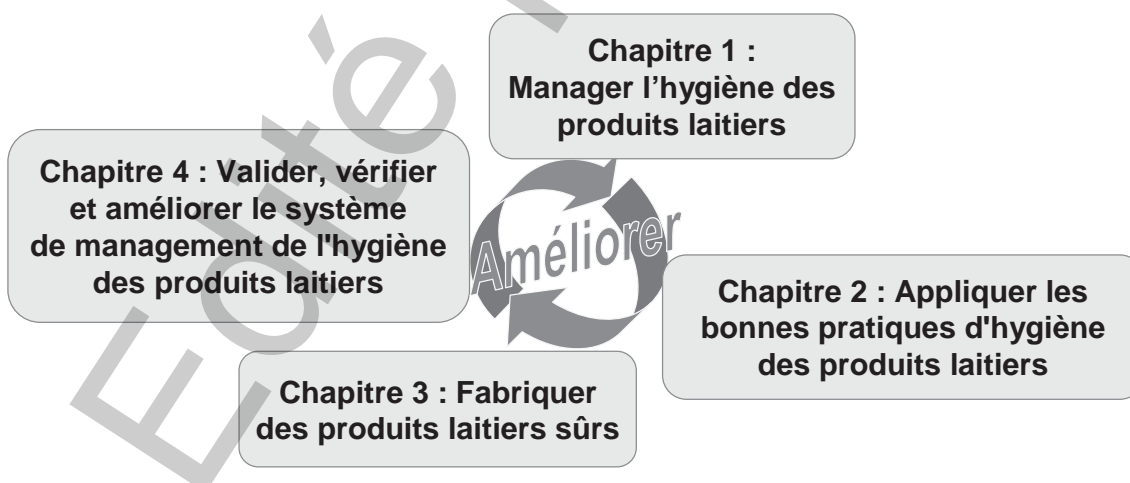 Chapitre 1 :
Manager l’hygiène des
produits laitiers
Chapitre 4 : Valider, vérifier
et améliorer le système
de management de l'hygiène
des produits laitiers
Améliorer
Chapitre 2 : Appliquer les
bonnes pratiques d'hygiène
des produits laitiers
Chapitre 3 : Fabriquer
des produits laitiers sûrs
Edité